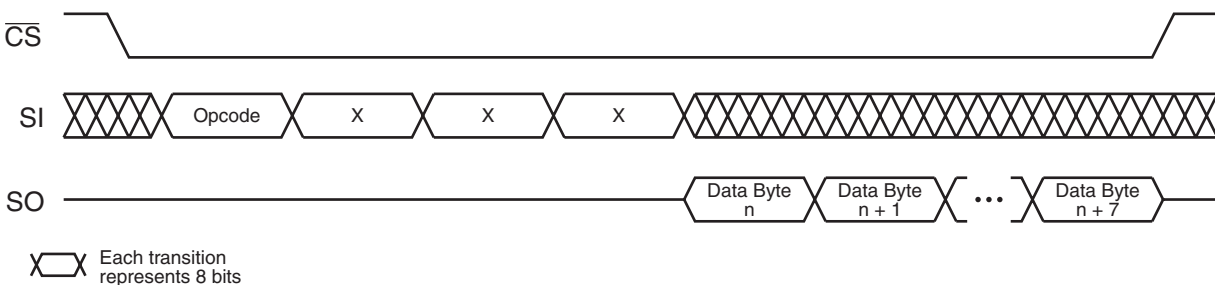 CS
SI
Opcode
X
X
X
SO
Data Byte
n
Data Byte
n + 1
•••
Data Byte
n + 7
Each transition
represents 8 bits